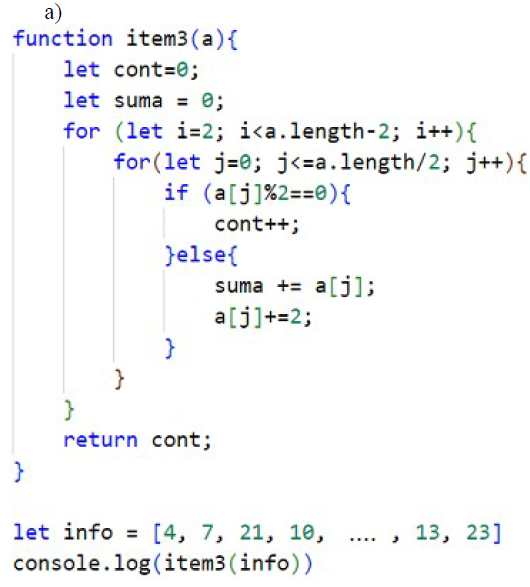 a)
function item3(a){
    let cont=0;
    let suma = 0;
    for (let i=2; i<a.length-2; i++){
        for(let j=0; j<=a.length/2; j++){
            if (a[j]%2==0){
                cont++;
            }else{
                suma += a[j];
                a[j]+=2;
            }
        }
    }
    return cont;
}
let info = [4, 7, 21, 10,  .... , 13, 23]
console.log(item3(info))